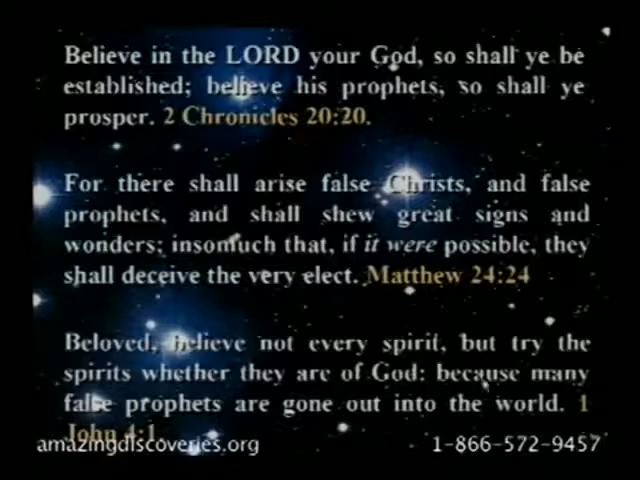 Believe in the LORD your God, so shall ye be
established; believe his prophets, so shall ye
prosper. 2 Chronicles 20:20.
For there shall arise false Christs, and false
prophets, and shall shew great signs and
wonders; insomuch that, if it were possible, they
shall deceive the very elect. Matthew 24:24
Beloved, believe not every spirit, but try the
spirits whether they are of God: because many
false prophets are gone out into the world. 1
John 4:1.
amazingdiscoveries.org 1-866-572-9457